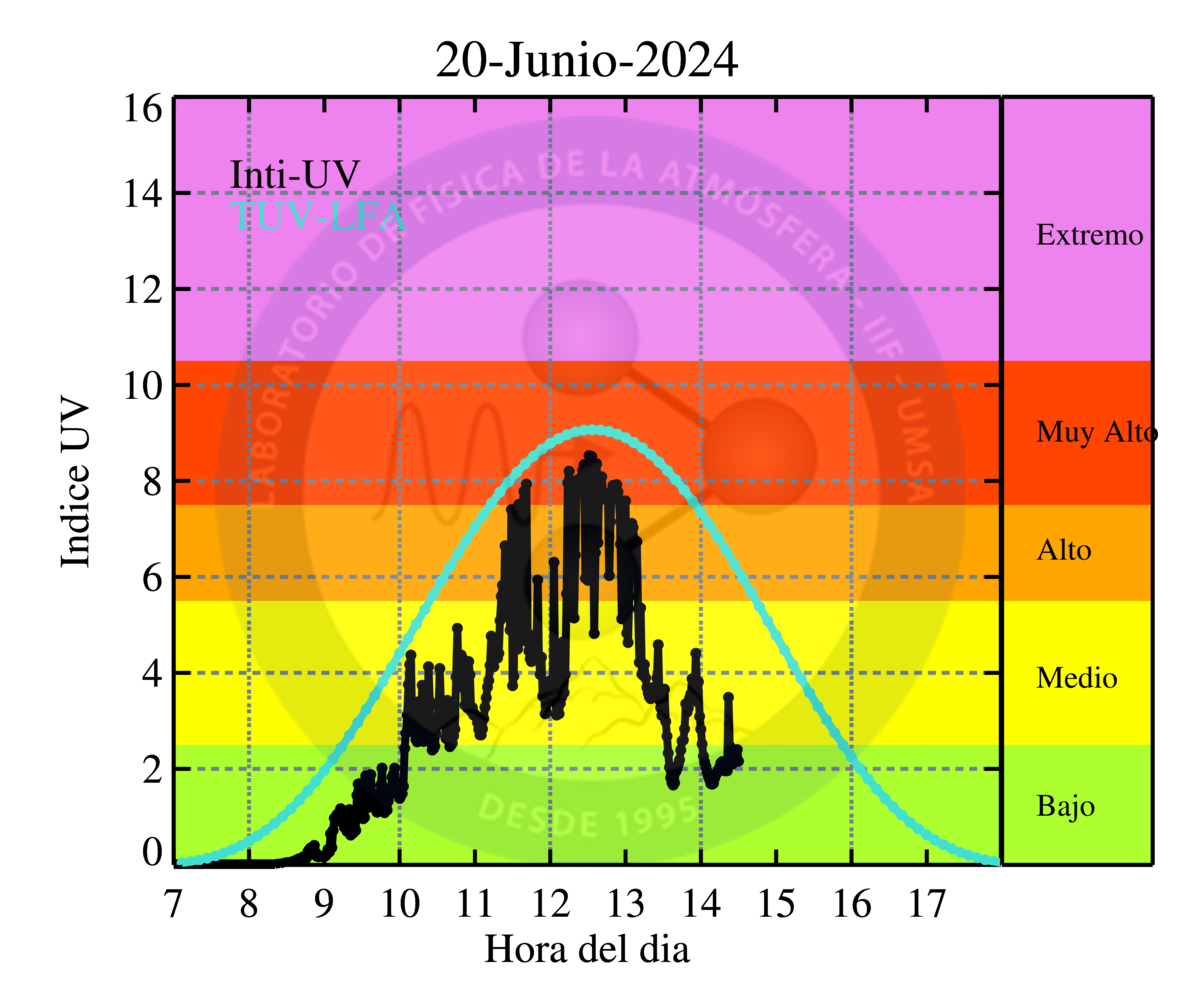 20-Junio-2024
Inti-UV
TUV-LFA
Indice UV
16
14
12
10
8
6
4
2
0
7 8 9 10 11 12 13 14 15 16 17
Hora del dia
Extremo
Muy Alto
Alto
Medio
Bajo
LABORATORIO DE FÍSICA DE LA ATMÓSFERA - IIF - UMSA
DESDE 1995